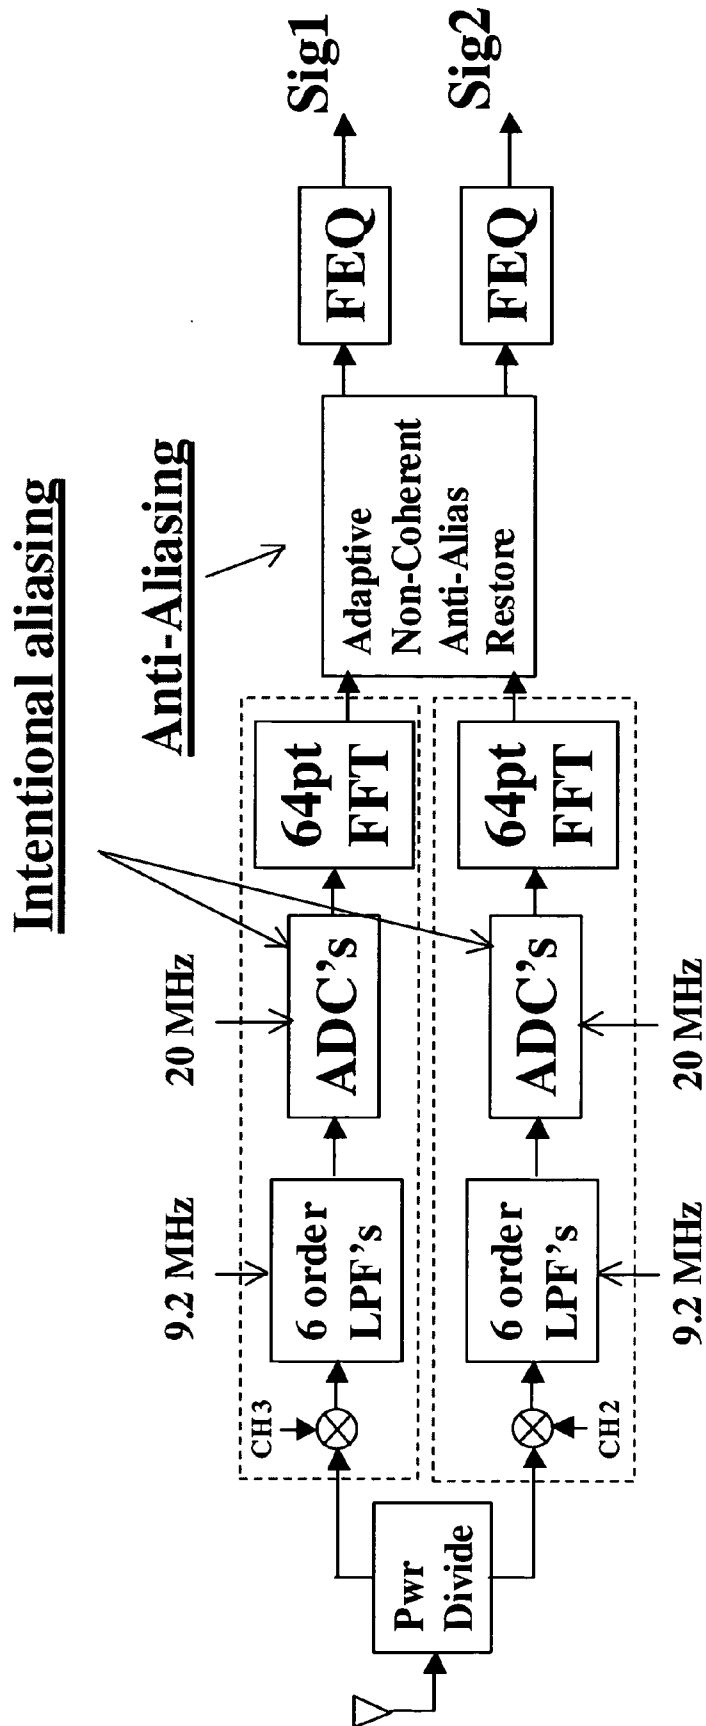 Intentional aliasing
Anti-Aliasing
Pwr
Divide
CH3
9.2 MHz
6 order
LPF's
20 MHz
ADC's
64pt
FFT
Adaptive
Non-Coherent
Anti-Alias
Restore
FEQ
Sig1
CH2
9.2 MHz
6 order
LPF's
20 MHz
ADC's
64pt
FFT
FEQ
Sig2